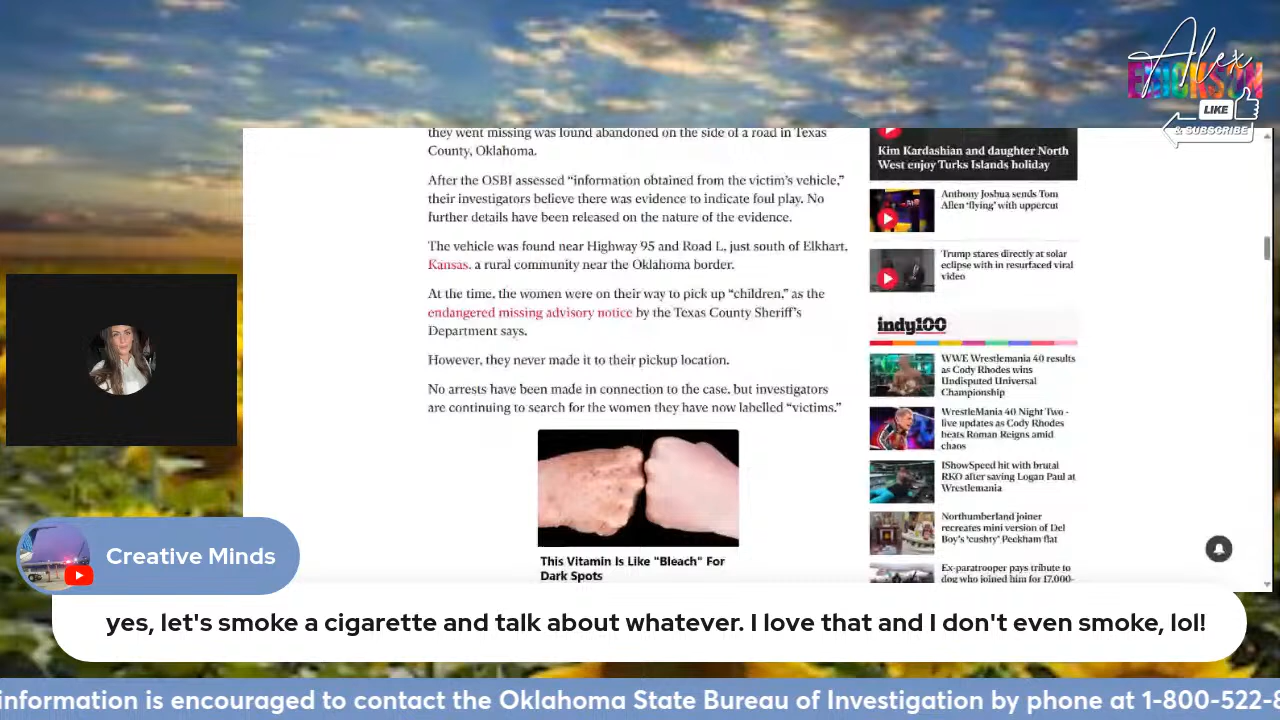 Alex
ERICKSON
LIKE
& SUBSCRIBE
they went missing was found abandoned on the side of a road in Texas
County, Oklahoma.
After the OSBI assessed “information obtained from the victim’s vehicle,”
their investigators believe there was evidence to indicate foul play. No
further details have been released on the nature of the evidence.
The vehicle was found near Highway 95 and Road L, just south of Elkhart,
Kansas, a rural community near the Oklahoma border.
At the time, the women were on their way to pick up “children,” as the
endangered missing advisory notice by the Texas County Sheriff’s
Department says.
However, they never made it to their pickup location.
No arrests have been made in connection to the case, but investigators
are continuing to search for the women they have now labelled “victims.”
This Vitamin Is Like "Bleach" For
Dark Spots
Kim Kardashian and daughter North
West enjoy Turks Islands holiday
Anthony Joshua sends Tom
Allen ‘flying’ with uppercut
Trump stares directly at solar
eclipse with in resurfaced viral
video
indy100
WWE Wrestlemania 40 results
as Cody Rhodes wins
Undisputed Universal
Championship
WrestleMania 40 Night Two -
live updates as Cody Rhodes
beats Roman Reigns amid
chaos
IShowSpeed hit with brutal
RKO after saving Logan Paul at
Wrestlemania
Northumberland joiner
recreates mini version of Del
Boy’s ‘cushty’ Peckham flat
Ex-paratrooper pays tribute to
dog who joined him for 17,000-
Creative Minds
yes, let's smoke a cigarette and talk about whatever. I love that and I don't even smoke, lol!
information is encouraged to contact the Oklahoma State Bureau of Investigation by phone at 1-800-522-8